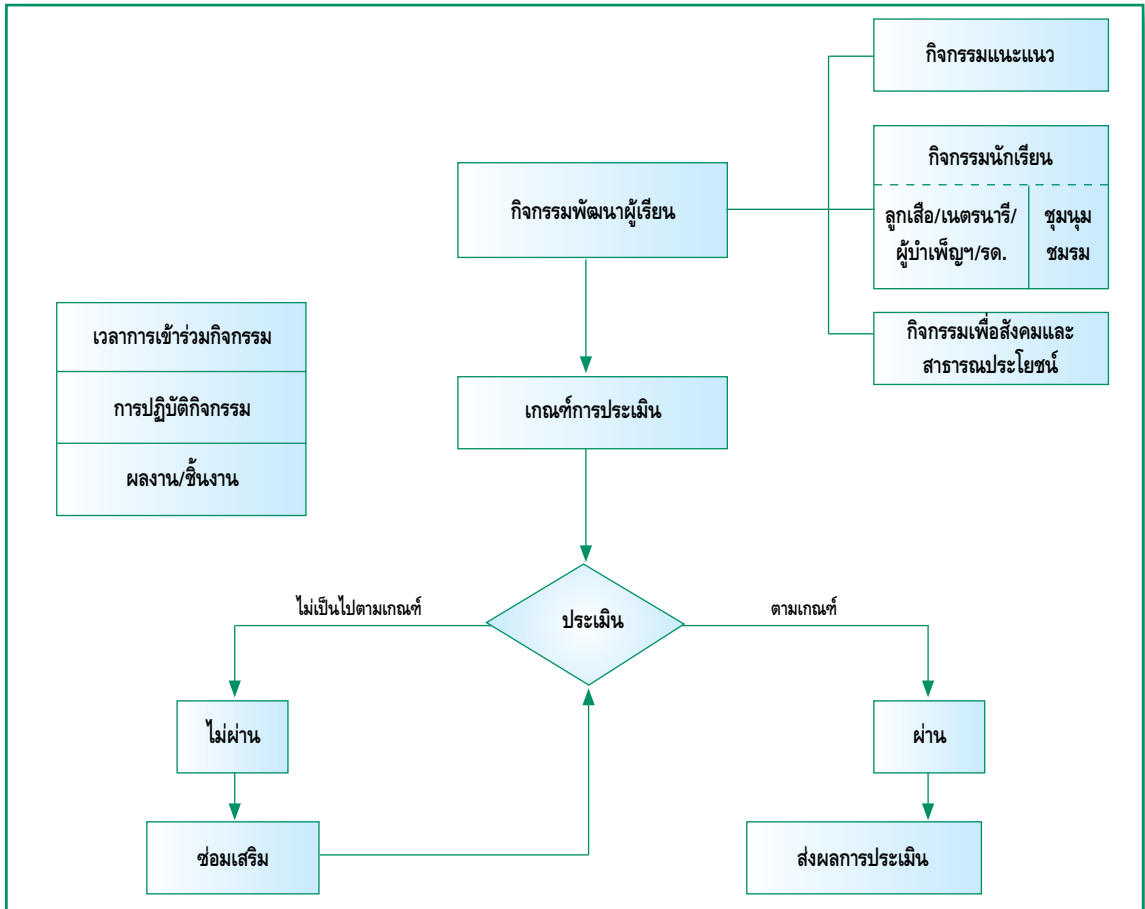 กิจกรรมแนะแนว
กิจกรรมนักเรียน
กิจกรรมพัฒนาผู้เรียน
ลูกเสือ/เนตรนารี/
ผู้บำเพ็ญฯ/รด.
ชุมนุม
ชมรม
กิจกรรมเพื่อสังคมและ
สาธารณประโยชน์
เวลาการเข้าร่วมกิจกรรม
การปฏิบัติกิจกรรม
ผลงาน/ชิ้นงาน
เกณฑ์การประเมิน
ไม่เป็นไปตามเกณฑ์
ประเมิน
ตามเกณฑ์
ไม่ผ่าน
ผ่าน
ซ่อมเสริม
ส่งผลการประเมิน